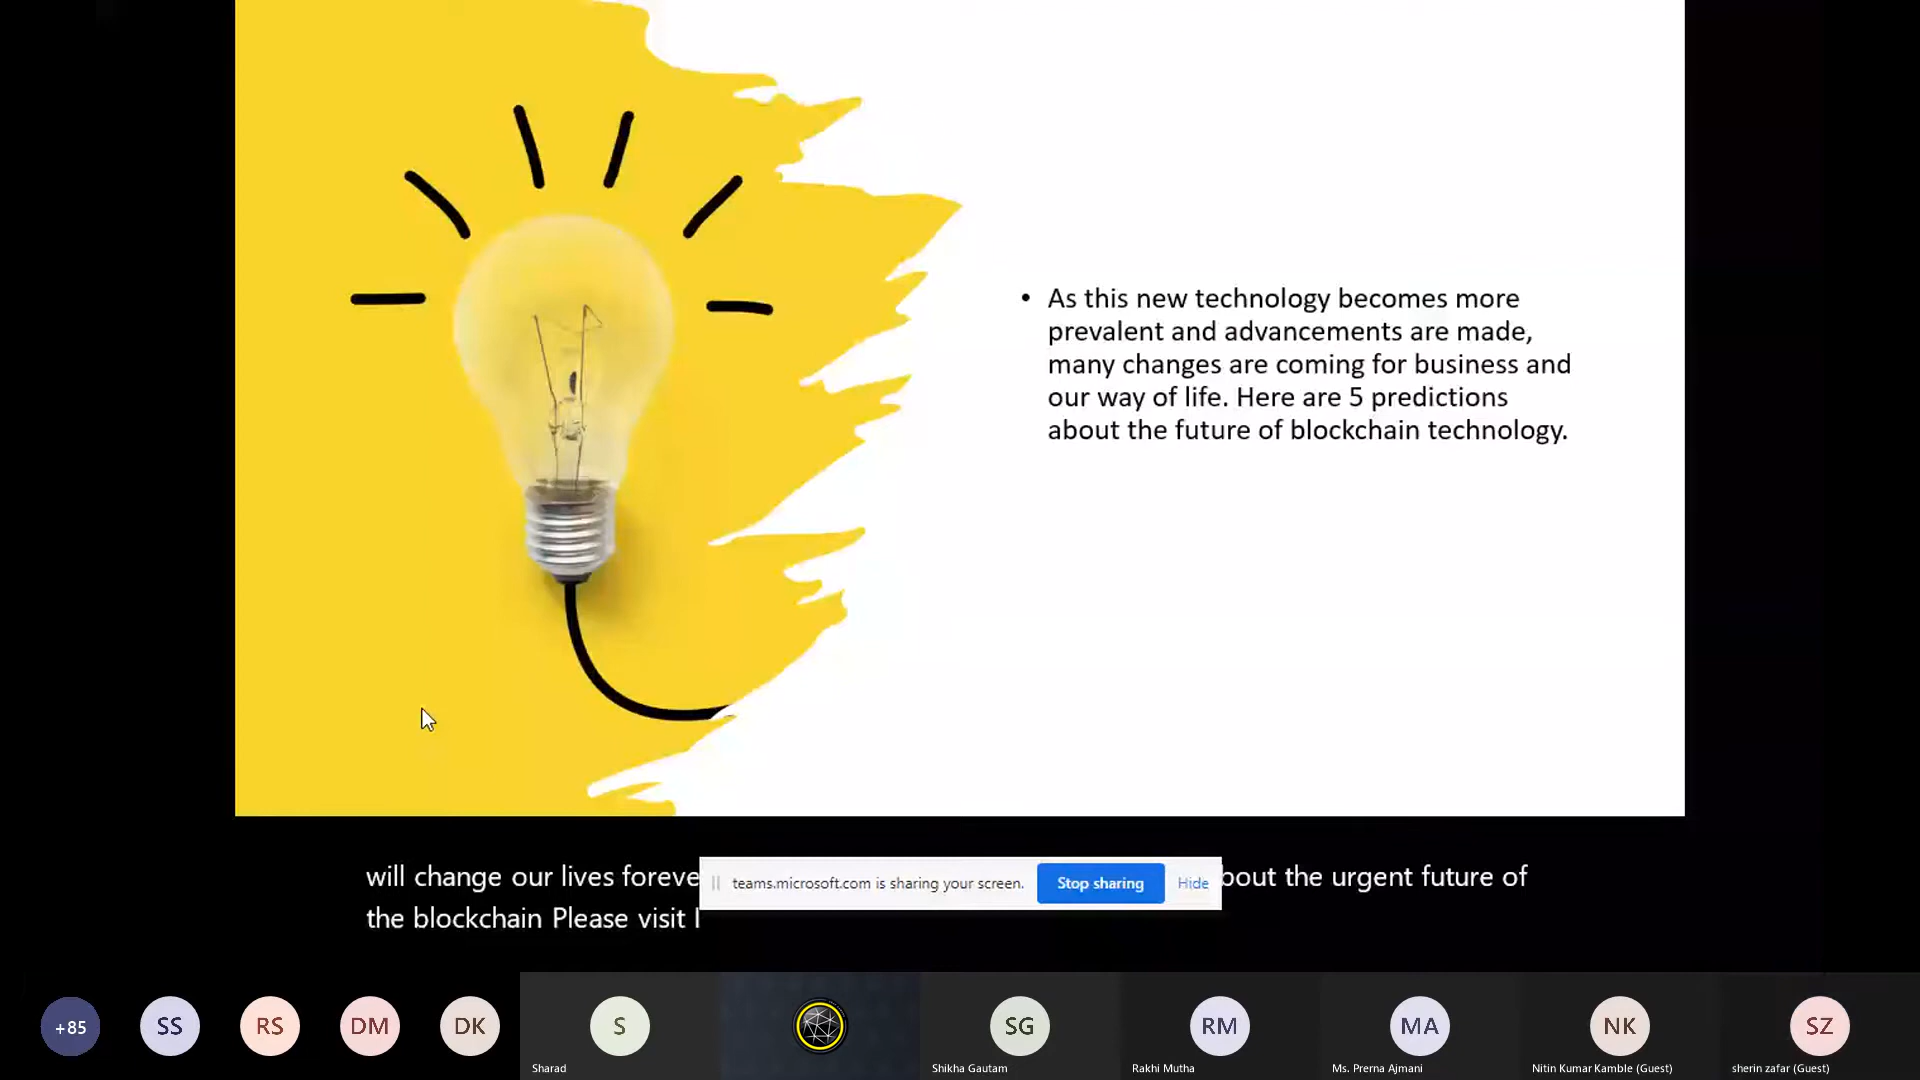 • As this new technology becomes more
prevalent and advancements are made,
many changes are coming for business and
our way of life. Here are 5 predictions
about the future of blockchain technology.
will change our lives foreve
bout the urgent future of
the blockchain Please visit I
teams.microsoft.com is sharing your screen.
Stop sharing
Hide
+85
SS
RS
DM
DK
S
SG
RM
MA
NK
SZ
Sharad
Shikha Gautam
Rakhi Mutha
Ms. Prerna Ajmani
Nitin Kumar Kamble (Guest)
sherin zafar (Guest)